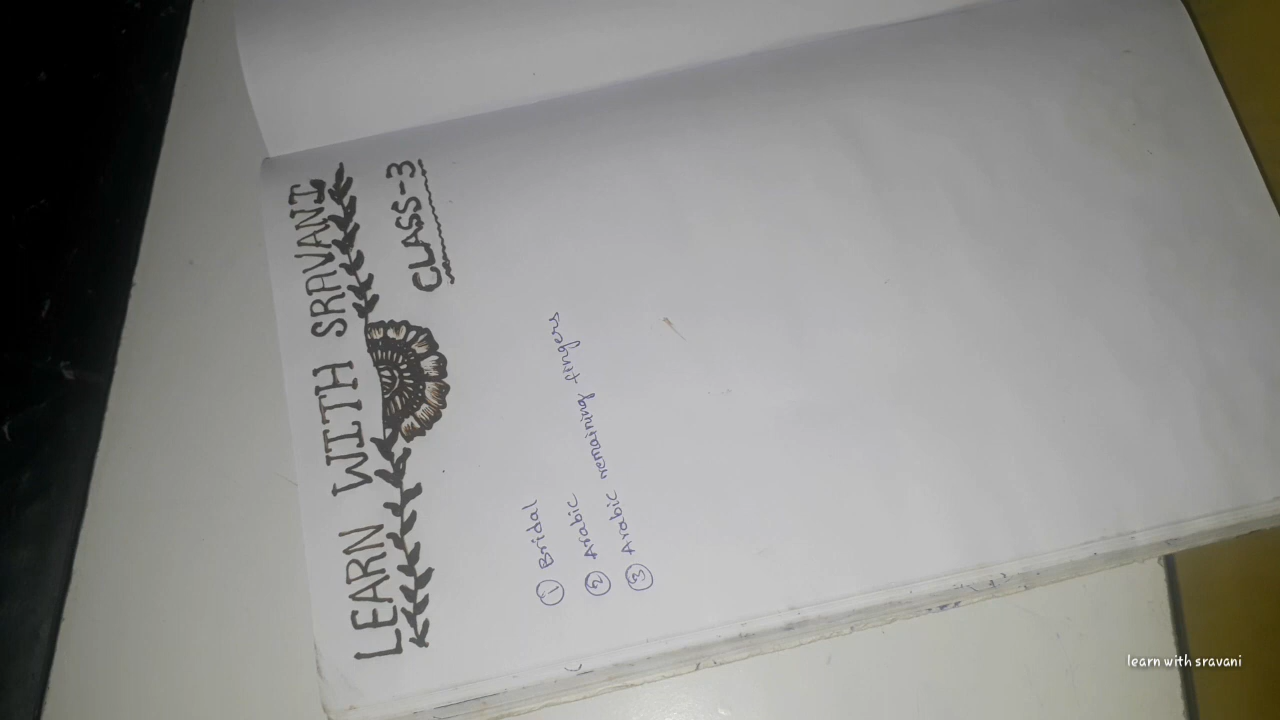 LEARN WITH SRAVANI
CLASS-3
① Bridal
② Arabic
③ Arabic remaining fingers
learn with sravani